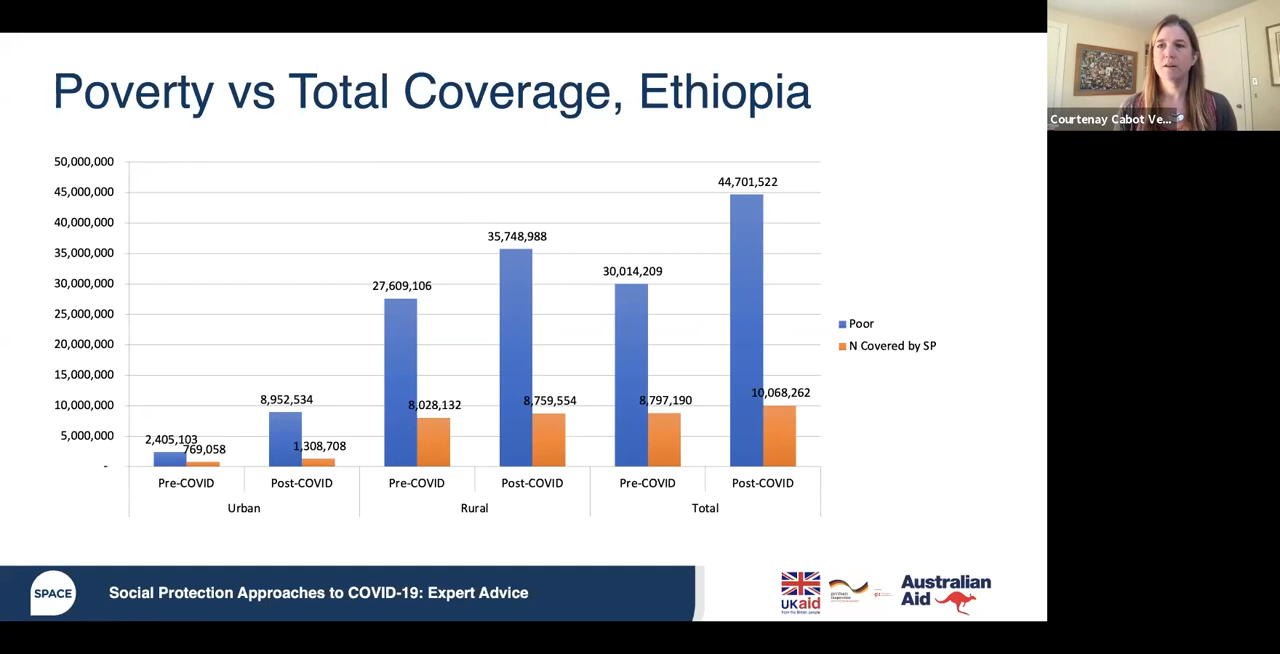 Poverty vs Total Coverage, Ethiopia
Courtenay Cabot Ve...
50,000,000
45,000,000
40,000,000
35,000,000
30,000,000
25,000,000
20,000,000
15,000,000
10,000,000
5,000,000
-
2,405,103
769,058
8,952,534
1,308,708
27,609,106
8,028,132
35,748,988
8,759,554
30,014,209
8,797,190
44,701,522
10,068,262
Pre-COVID Post-COVID Pre-COVID Post-COVID Pre-COVID Post-COVID
Urban Rural Total
Poor
N Covered by SP
SPACE
Social Protection Approaches to COVID-19: Expert Advice
UKaid
from the British people
german
cooperation
giz
Australian
Aid